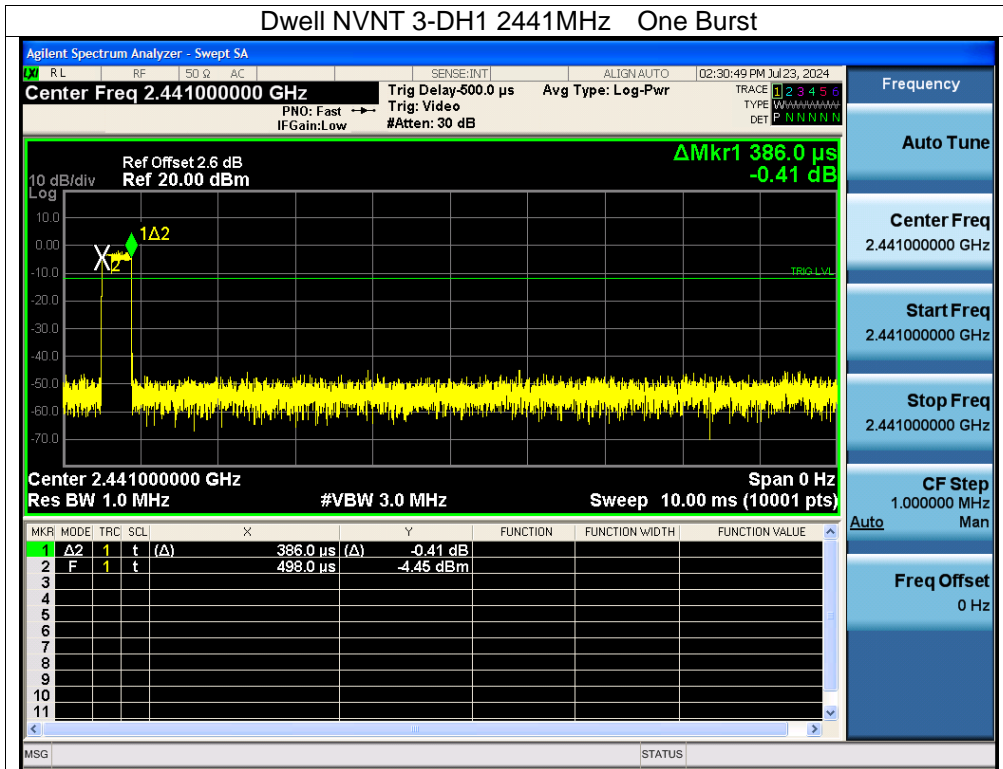 Dwell NVNT 3-DH1 2441MHz One Burst
Agilent Spectrum Analyzer - Swept SA
LXI RL RF 50 Ω AC SENSE:INT ALIGN AUTO 02:30:49 PM Jul 23, 2024
Center Freq 2.441000000 GHz Trig Delay-500.0 µs Avg Type: Log-Pwr TRACE 1 2 3 4 5 6
PNO: Fast Trig: Video TYPE WWWWWW
IFGain:Low #Atten: 30 dB DET P N N N N N
Frequency
Auto Tune
Center Freq
2.441000000 GHz
Start Freq
2.441000000 GHz
Stop Freq
2.441000000 GHz
CF Step
1.000000 MHz
Auto Man
Freq Offset
0 Hz
ΔMkr1 386.0 µs
-0.41 dB
Ref Offset 2.6 dB
10 dB/div Ref 20.00 dBm
Log
10.0
0.00
-10.0
-20.0
-30.0
-40.0
-50.0
-60.0
-70.0
1Δ2
2
TRIG LVL
Center 2.441000000 GHz Span 0 Hz
Res BW 1.0 MHz #VBW 3.0 MHz Sweep 10.00 ms (10001 pts)
MKR MODE TRC SCL X Y FUNCTION FUNCTION WIDTH FUNCTION VALUE
1 Δ2 1 t (Δ) 386.0 µs (Δ) -0.41 dB
2 F 1 t 498.0 µs -4.45 dBm
3
4
5
6
7
8
9
10
11
MSG STATUS